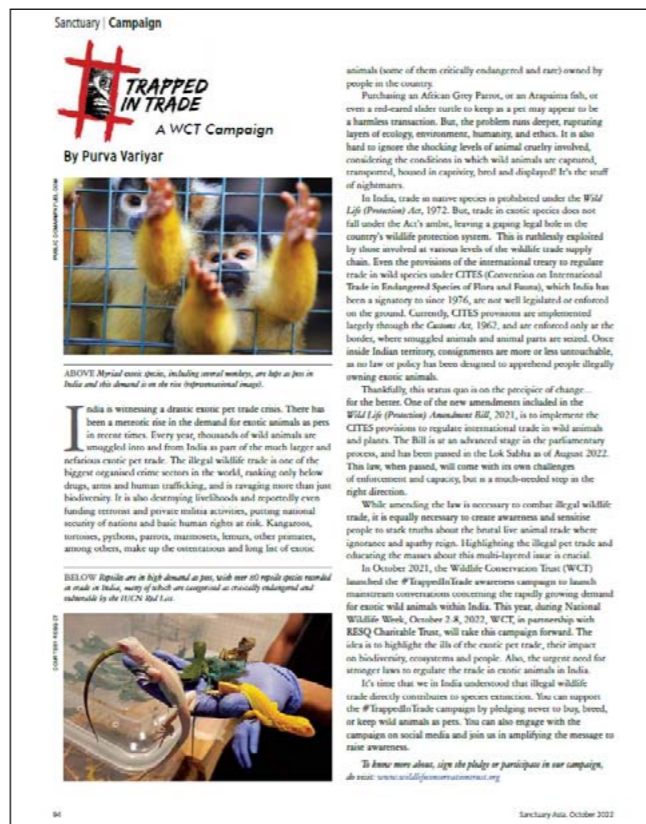 Sanctuary | Campaign
TRAPPED
IN TRADE
A WCT Campaign
By Purva Variyar
ABOVE Myriad exotic species, including several monkeys, are kept as pets in
India and this demand is on the rise (representational image).
India is witnessing a drastic exotic pet trade crisis. There has
been a meteoric rise in the demand for exotic animals as pets
in recent times. Every year, thousands of wild animals are
smuggled into and from India as part of the much larger and
nefarious exotic pet trade. The illegal wildlife trade is one of the
biggest organised crime sectors in the world, ranking only below
drugs, arms and human trafficking, and is ravaging more than just
biodiversity. It is also destroying livelihoods and reportedly even
funding terrorist and private militia activities, putting national
security of nations and basic human rights at risk. Kangaroos,
tortoises, pythons, parrots, marmosets, lemurs, other primates,
among others, make up the ostentatious and long list of exotic
BELOW Reptiles are in high demand as pets, with over 60 reptile species recorded
in trade in India, many of which are categorised as critically endangered and
vulnerable by the IUCN Red List.
COURTESY: RESQ CT
animals (some of them critically endangered and rare) owned by
people in the country.
Purchasing an African Grey Parrot, or an Arapaima fish, or
even a red-eared slider turtle to keep as a pet may appear to be
a harmless transaction. But, the problem runs deeper, rupturing
layers of ecology, environment, humanity, and ethics. It is also
hard to ignore the shocking levels of animal cruelty involved,
considering the conditions in which wild animals are captured,
transported, housed in captivity, bred and displayed! It's the stuff
of nightmares.
In India, trade in native species is prohibited under the Wild
Life (Protection) Act, 1972. But, trade in exotic species does not
fall under the Act's ambit, leaving a gaping legal hole in the
country's wildlife protection system. This is ruthlessly exploited
by those involved at various levels of the wildlife trade supply
chain. Even the provisions of the international treaty to regulate
trade in wild species under CITES (Convention on International
Trade in Endangered Species of Flora and Fauna), which India has
been a signatory to since 1976, are not well legislated or enforced
on the ground. Currently, CITES provisions are implemented
largely through the Customs Act, 1962, and are enforced only at the
border, where smuggled animals and animal parts are seized. Once
inside Indian territory, consignments are more or less untouchable,
as no law or policy has been designed to apprehend people illegally
owning exotic animals.
Thankfully, this status quo is on the precipice of change...
for the better. One of the new amendments included in the
Wild Life (Protection) Amendment Bill, 2021, is to implement the
CITES provisions to regulate international trade in wild animals
and plants. The Bill is at an advanced stage in the parliamentary
process, and has been passed in the Lok Sabha as of August 2022.
This law, when passed, will come with its own challenges
of enforcement and capacity, but is a much-needed step in the
right direction.
While amending the law is necessary to combat illegal wildlife
trade, it is equally necessary to create awareness and sensitise
people to stark truths about the brutal live animal trade where
ignorance and apathy reign. Highlighting the illegal pet trade and
educating the masses about this multi-layered issue is crucial.
In October 2021, the Wildlife Conservation Trust (WCT)
launched the #TrappedInTrade awareness campaign to launch
mainstream conversations concerning the rapidly growing demand
for exotic wild animals within India. This year, during National
Wildlife Week, October 2-8, 2022, WCT, in partnership with
RESQ Charitable Trust, will take this campaign forward. The
idea is to highlight the ills of the exotic pet trade, their impact
on biodiversity, ecosystems and people. Also, the urgent need for
stronger laws to regulate the trade in exotic animals in India.
It's time that we in India understood that illegal wildlife
trade directly contributes to species extinction. You can support
the #TrappedInTrade campaign by pledging never to buy, breed,
or keep wild animals as pets. You can also engage with the
campaign on social media and join us in amplifying the message to
raise awareness.
To know more about, sign the pledge or participate in our campaign,
do visit: www.wildlifeconservationtrust.org
94
Sanctuary Asia, October 2022